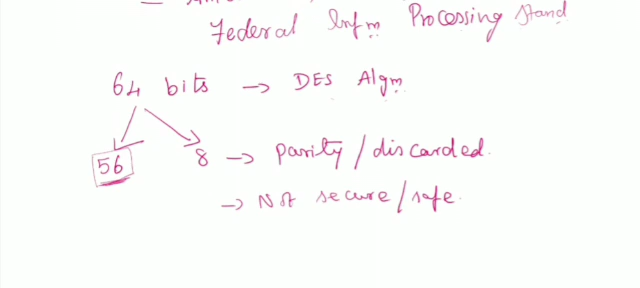 Federal Infm Processing Stand
64 bits → DES Algm
56 8 → parity/discarded.
→ Not secure/safe.